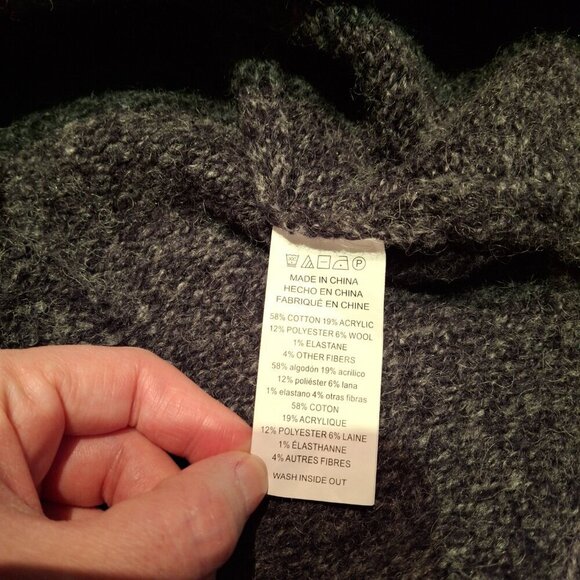 MADE IN CHINA
HECHO EN CHINA
FABRIQUÉ EN CHINE
58% COTTON 19% ACRYLIC
12% POLYESTER 6% WOOL
1% ELASTANE
4% OTHER FIBERS
58% algodón 19% acrílico
12% poliéster 6% lana
1% elastano 4% otras fibras
58% COTON
19% ACRYLIQUE
12% POLYESTER 6% LAINE
1% ÉLASTHANNE
4% AUTRES FIBRES
WASH INSIDE OUT